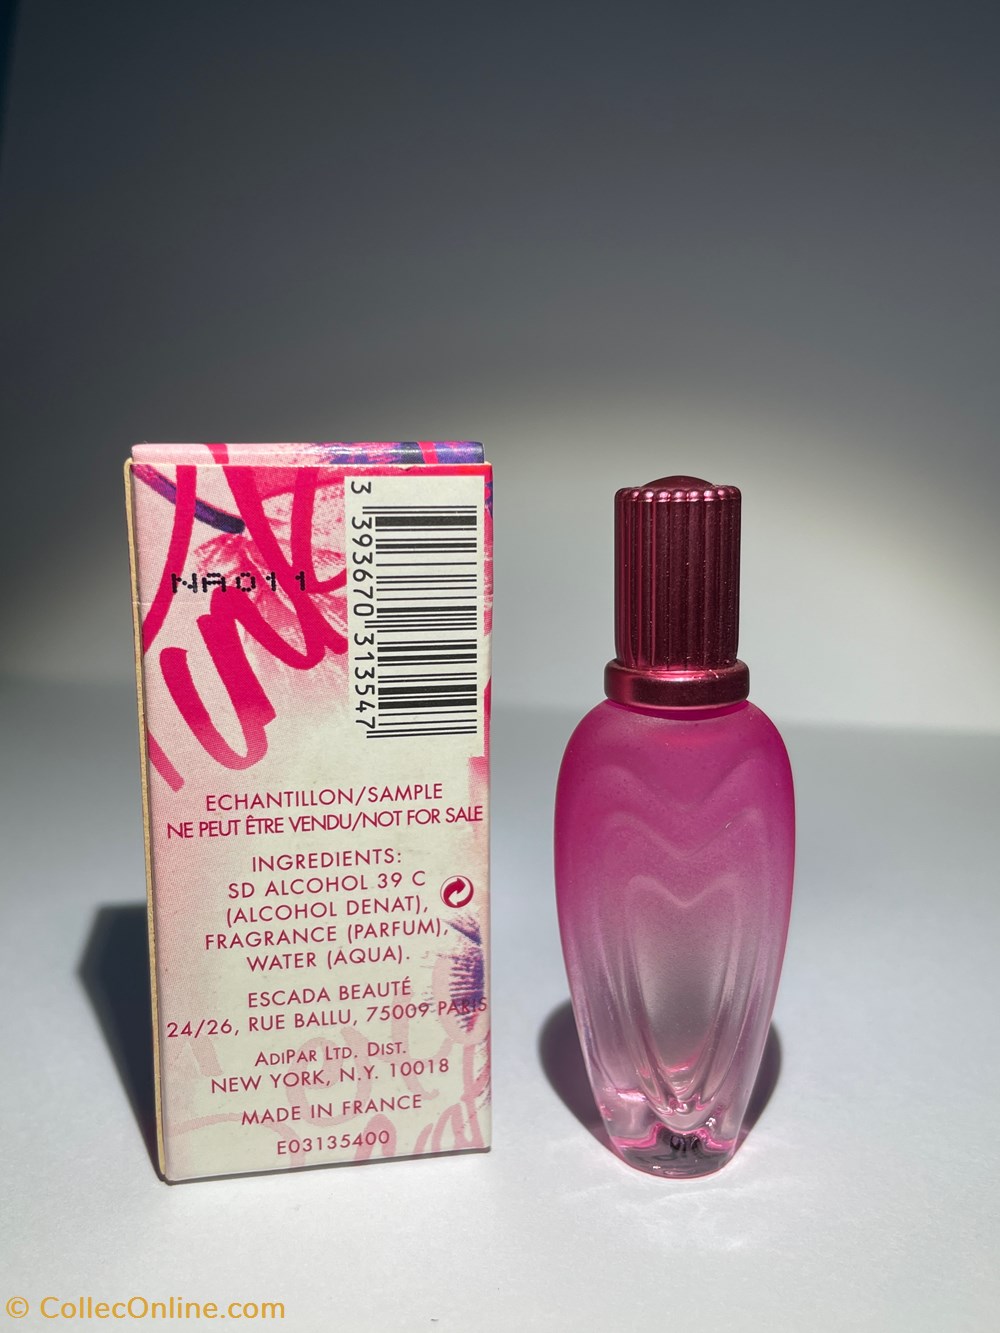 3 393670 313547
NA011
ECHANTILLON/SAMPLE
NE PEUT ÊTRE VENDU/NOT FOR SALE
INGREDIENTS:
SD ALCOHOL 39 C
(ALCOHOL DENAT),
FRAGRANCE (PARFUM),
WATER (AQUA).
ESCADA BEAUTÉ
24/26, RUE BALLU, 75009 PARIS
ADIPAR LTD. DIST.
NEW YORK, N.Y. 10018
MADE IN FRANCE
E03135400
© CollecOnline.com